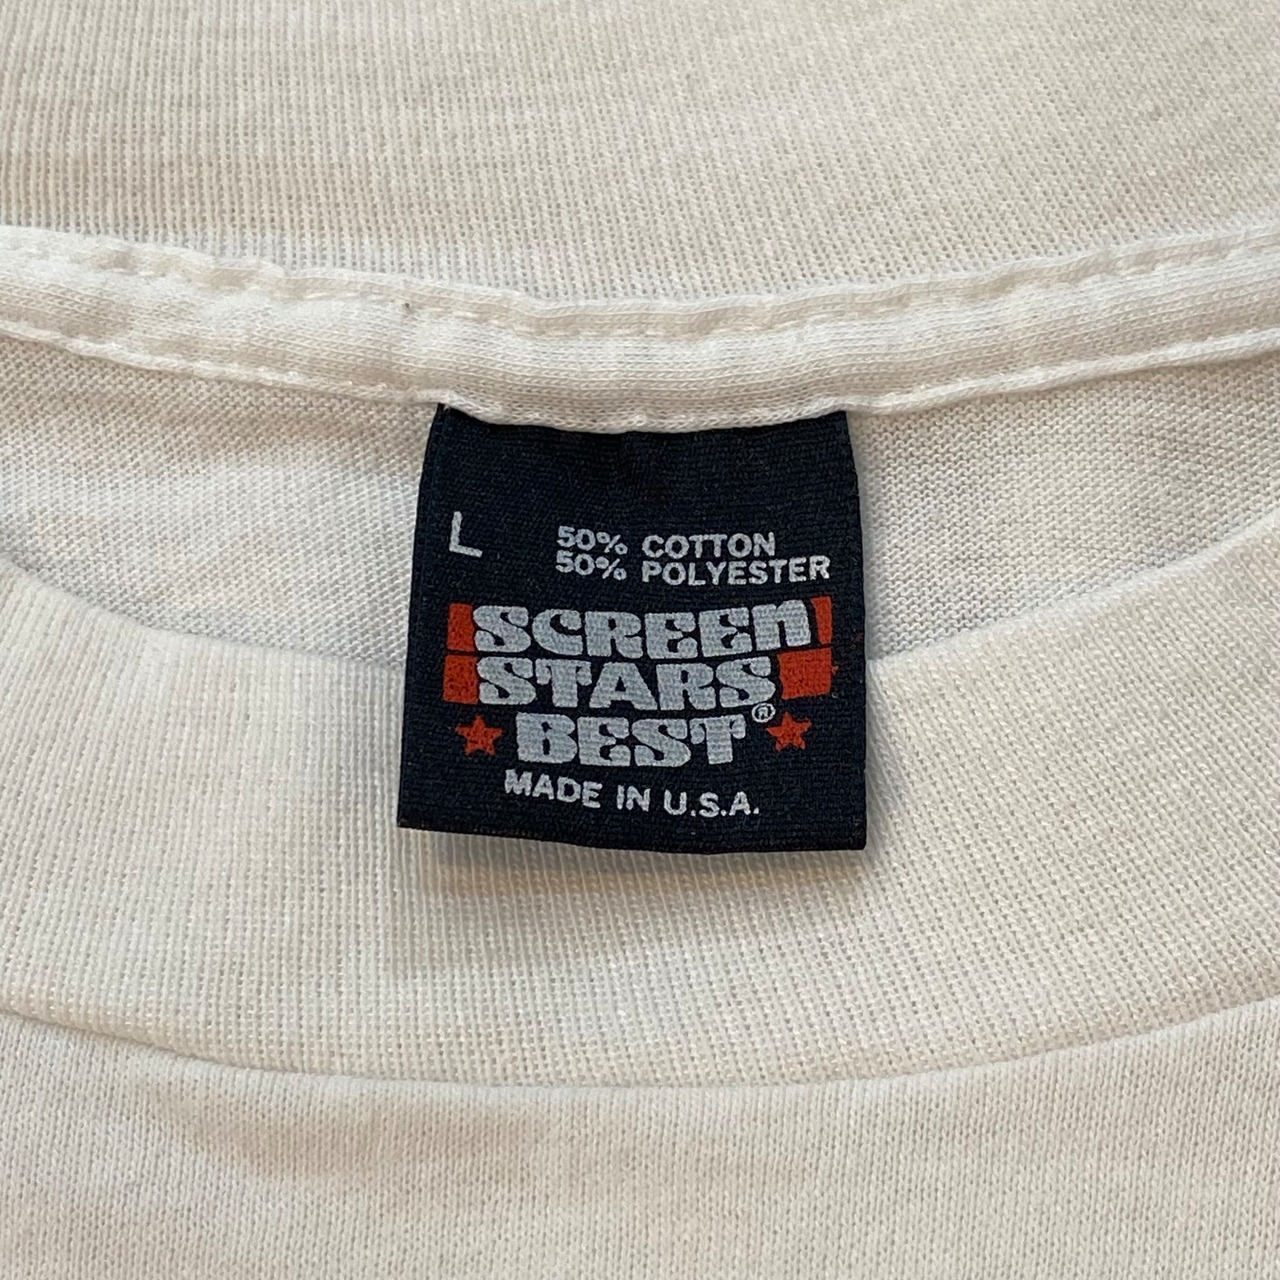 L
50% COTTON
50% POLYESTER
SCREEN
STARS
BEST®
MADE IN U.S.A.